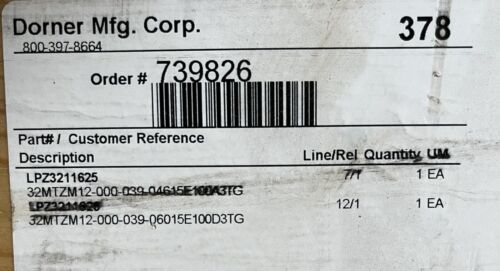 Dorner Mfg. Corp. 378
800-397-8664
Order # 739826
Part# / Customer Reference
Description Line/Rel Quantity UM
LPZ3211625 7/1 1 EA
32MTZM12-000-039-04615E100A3TG
LPZ3211626 12/1 1 EA
32MTZM12-000-039-06015E100D3TG